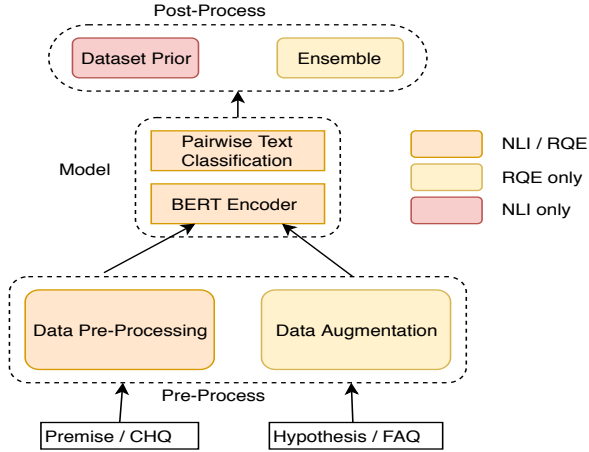 Post-Process
Dataset Prior
Ensemble
Model
Pairwise Text
Classification
BERT Encoder
NLI / RQE
RQE only
NLI only
Data Pre-Processing
Data Augmentation
Pre-Process
Premise / CHQ
Hypothesis / FAQ